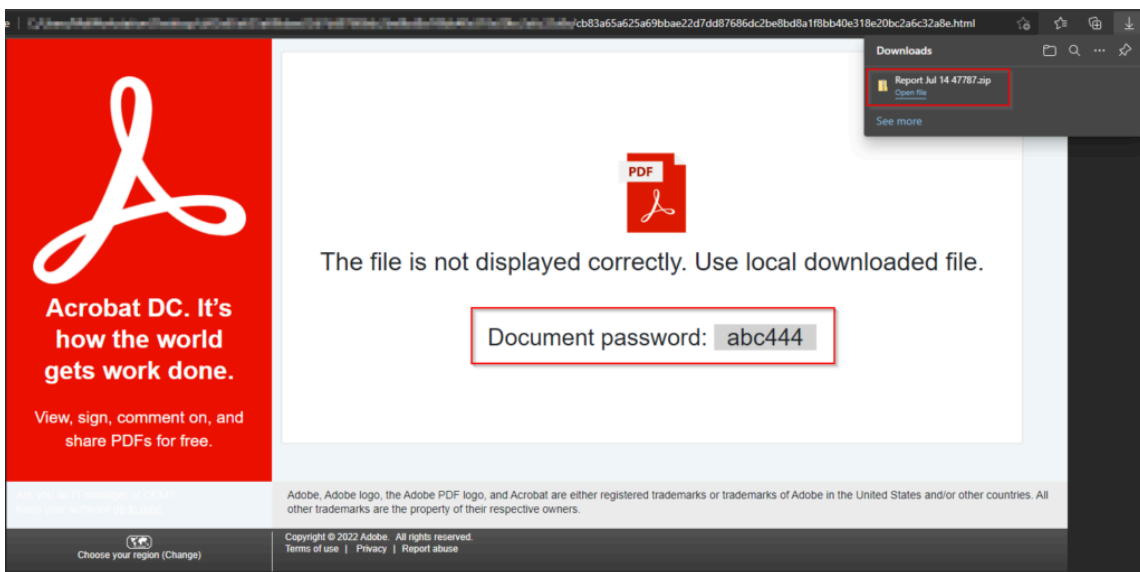 /cb83a65a625a69bbae22d7dd87686dc2be8bd8a1f8bb40e318e20bc2a6c32a8e.html
Downloads
Report Jul 14 47787.zip
Open file
See more
PDF
The file is not displayed correctly. Use local downloaded file.
Document password: abc444
Acrobat DC. It’s
how the world
gets work done.
View, sign, comment on, and
share PDFs for free.
Adobe, Adobe logo, the Adobe PDF logo, and Acrobat are either registered trademarks or trademarks of Adobe in the United States and/or other countries. All
other trademarks are the property of their respective owners.
Choose your region (Change)
Copyright © 2022 Adobe. All rights reserved.
Terms of use | Privacy | Report abuse